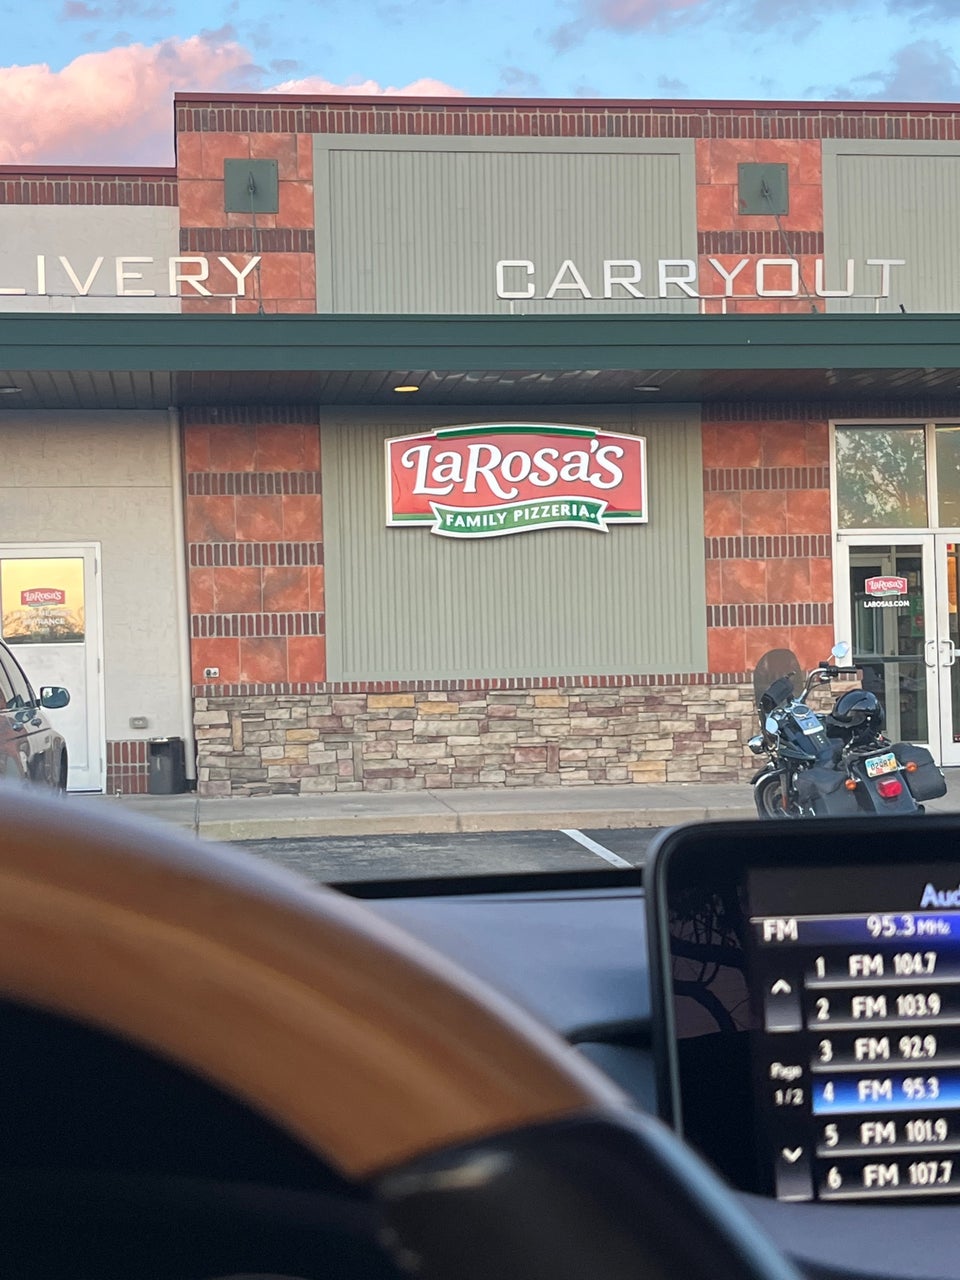 LIVERY
CARRYOUT
LaRosa's
FAMILY PIZZERIA.
LaRosa's
ENTRANCE
LaRosa's
LAROSAS.COM
Aud
FM 95.3 MHz
1 FM 104.7
2 FM 103.9
3 FM 92.9
Page
1/2
4 FM 95.3
5 FM 101.9
6 FM 107.7